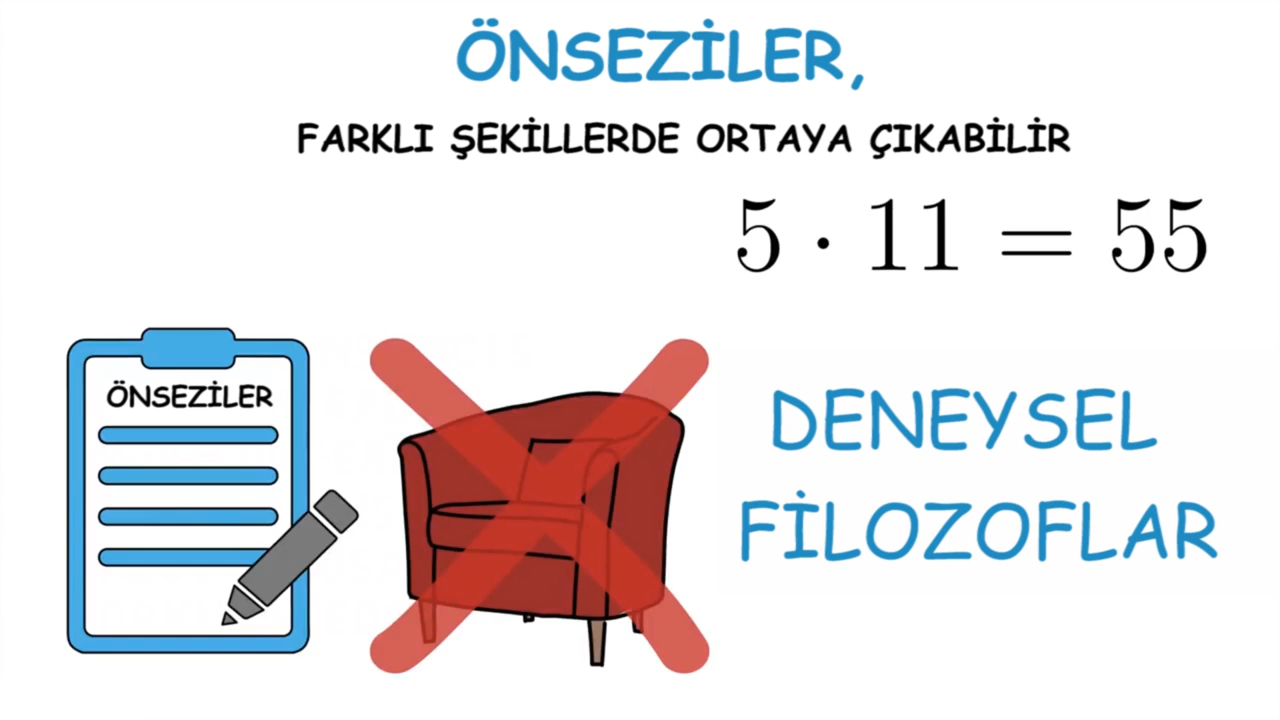 ÖNSEZİLER,
FARKLI ŞEKİLLERDE ORTAYA ÇIKABİLİR
5 · 11 = 55
ÖNSEZİLER
DENEYSEL
FİLOZOFLAR